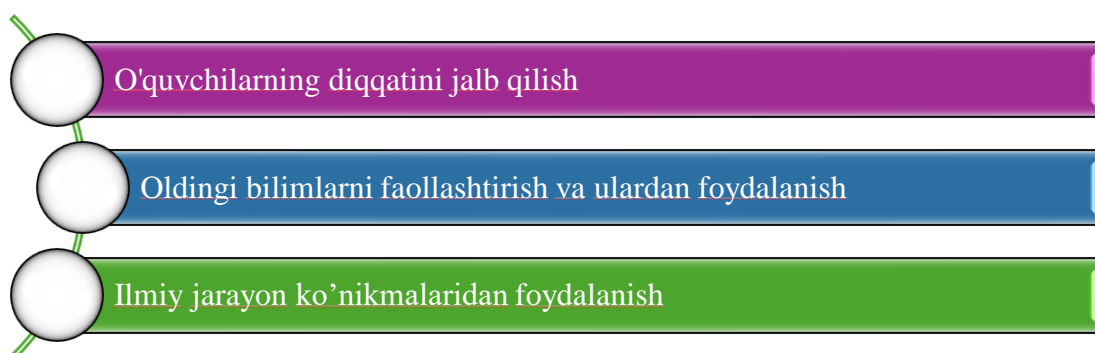 O'quvchilarning diqqatini jalb qilish
Oldingi bilimlarni faollashtirish va ulardan foydalanish
Ilmiy jarayon ko’nikmalaridan foydalanish